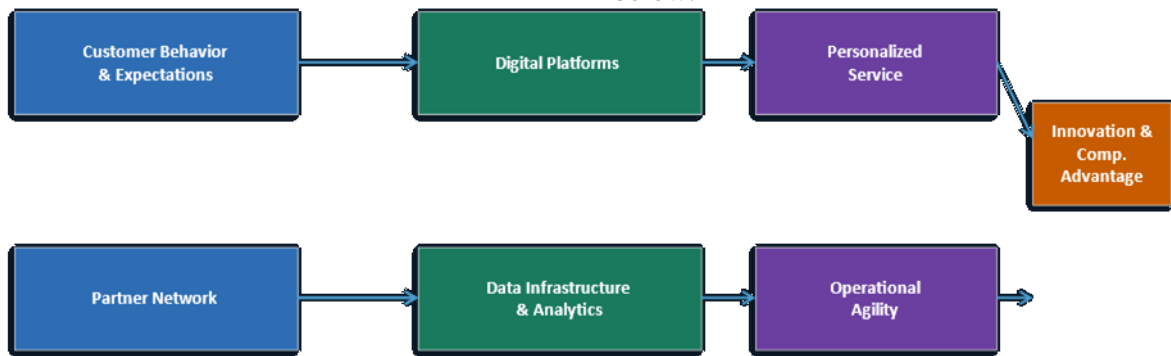 Customer Behavior
& Expectations
Digital Platforms
Personalized
Service
Innovation &
Comp.
Advantage
Partner Network
Data Infrastructure
& Analytics
Operational
Agility